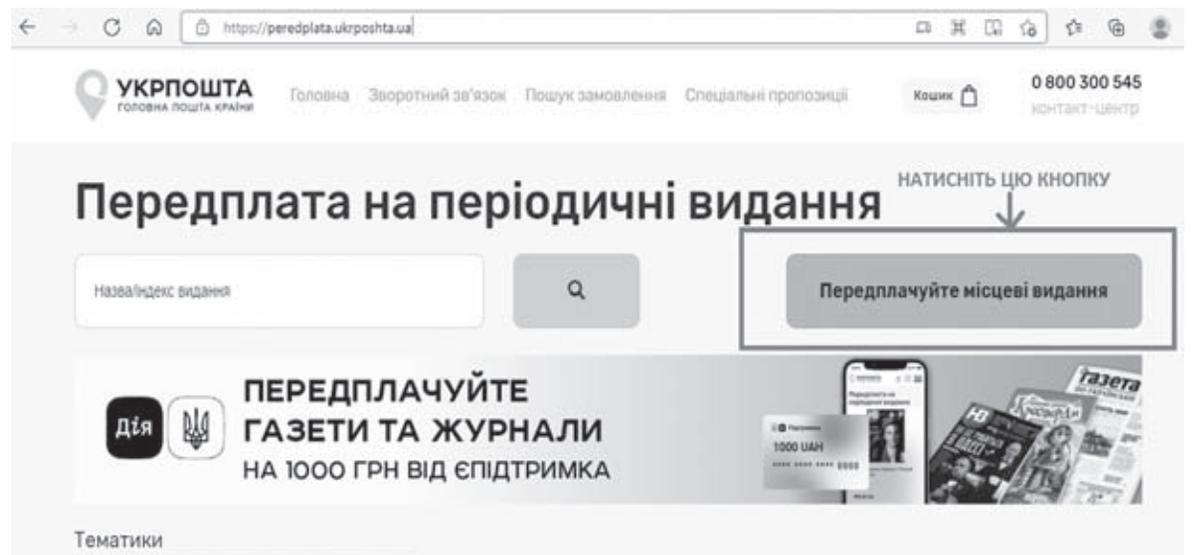 https://peredplata.ukrposhta.ua
УКРПОШТА
ГОЛОВНА ПОШТА КРАЇНИ
Головна Зворотний зв'язок Пошук замовлення Спеціальні пропозиції
Кошик
0 800 300 545
контакт-центр
Передплата на періодичні видання
НАТИСНІТЬ ЦЮ КНОПКУ
Назва/індекс видання
Передплачуйте місцеві видання
Дія
ПЕРЕДПЛАЧУЙТЕ
ГАЗЕТИ ТА ЖУРНАЛИ
НА 1000 ГРН ВІД ЄПІДТРИМКА
1000 UAH
НВ
газета
Тематики